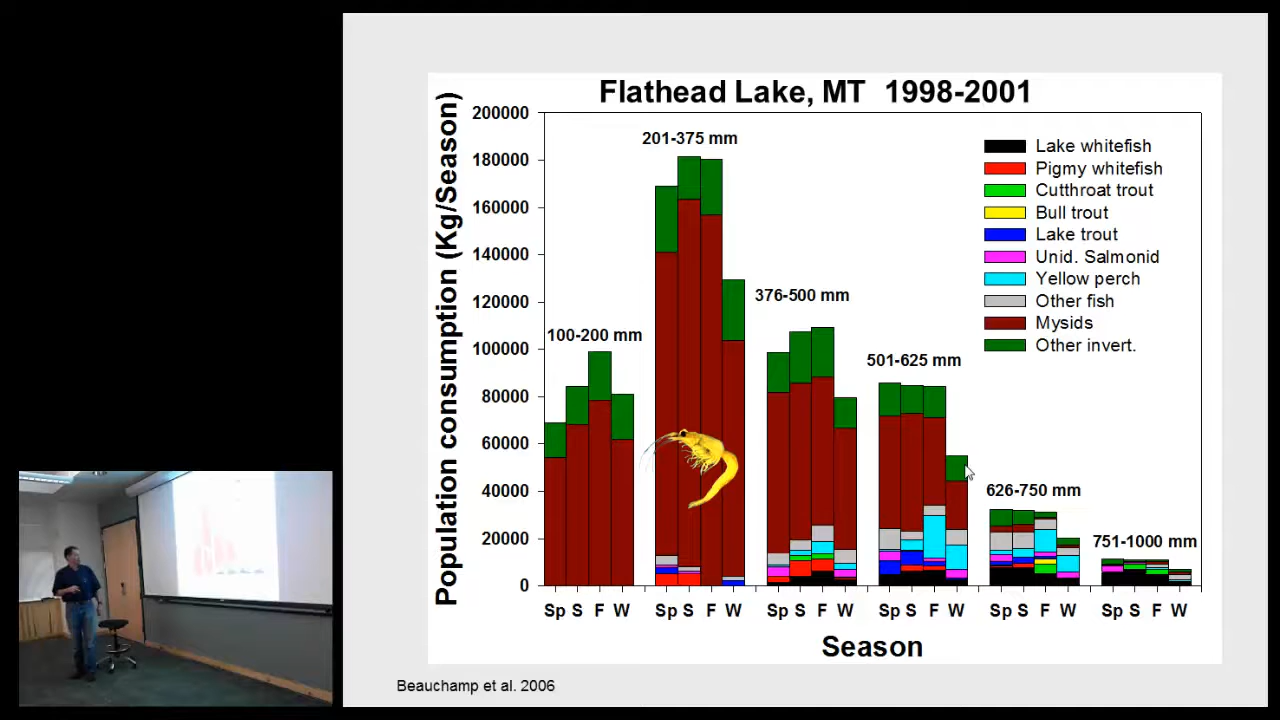 Flathead Lake, MT 1998-2001
Population consumption (Kg/Season)
200000
180000
160000
140000
120000
100000
80000
60000
40000
20000
0
100-200 mm
201-375 mm
376-500 mm
501-625 mm
626-750 mm
751-1000 mm
Lake whitefish
Pigmy whitefish
Cutthroat trout
Bull trout
Lake trout
Unid. Salmonid
Yellow perch
Other fish
Mysids
Other invert.
Sp S F W Sp S F W Sp S F W Sp S F W Sp S F W Sp S F W
Season
Beauchamp et al. 2006